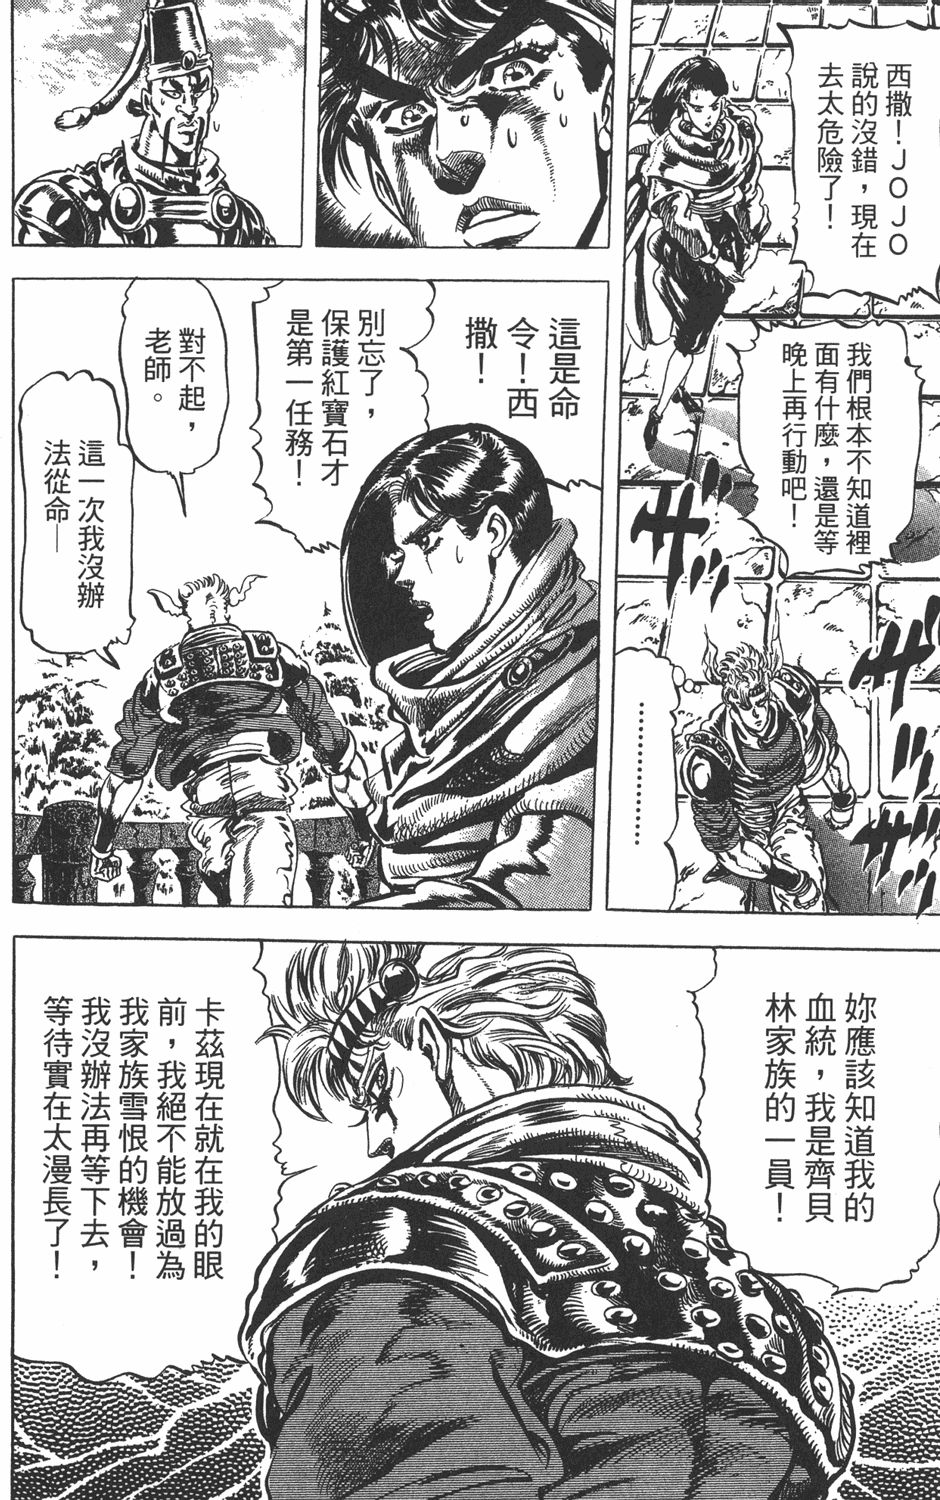 西撒！JOJO
說的沒錯，現在
去太危險了！
我們根本不知道裡
面有什麼，還是等
晚上再行動吧！
ザッ
ザッ
ザッ
………………
這是命
令！西
撒！
別忘了，
保護紅寶石才
是第一任務！
對不起，
老師。
這一次我沒辦
法從命─
妳應該知道我的
血統，我是齊貝
林家族的一員！
卡茲現在就在我的眼
前，我絕不能放過為
我家族雪恨的機會！
我沒辦法再等下去，
等待實在太漫長了！